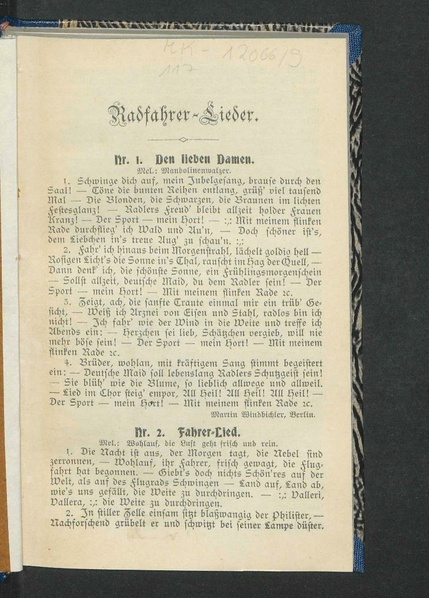 KK - 12066/9
117
Radfahrer-Lieder.
Nr. 1. Den lieben Damen.
Mel.: Mandolinenwalzer.
1. Schwinge dich auf, mein Jubelgesang, brause durch den
Saal! — Töne die bunten Reihen entlang, grüß' viel tausend
Mal — Die Blonden, die Schwarzen, die Braunen im lichten
Festesglanz! — Radlers Freud' bleibt allzeit holder Frauen
Kranz! — Der Sport — mein Hort! — :,: Mit meinem flinken
Rade durchflieg' ich Wald und Au'n, — Doch schöner ist's,
dem Liebchen in's treue Aug' zu schau'n. :,:
2. Fahr' ich hinaus beim Morgenstrahl, lächelt goldig hell —
Rosigen Licht's die Sonne in's Thal, rauscht im Hag der Quell, —
Dann denk' ich, die schönste Sonne, ein Frühlingsmorgenschein
— Sollst allzeit, deutsche Maid, du dem Radler sein! — Der
Sport — mein Hort! — Mit meinem flinken Rade ꝛc.
3. Zeigt, ach, die sanfte Traute einmal mir ein trüb' Ge-
sicht, — Weiß ich Arznei von Eisen und Stahl, radlos bin ich
nicht! — Ich fahr' wie der Wind in die Weite und treffe sie
Abends ein: — Herzchen sei lieb, Schätzchen vergieb, will nie
mehr böse sein! — Der Sport — mein Hort! — Mit meinem
flinken Rade ꝛc.
4. Brüder, wohlan, mit kräftigem Sang stimmt begeistert
ein: — Deutsche Maid soll lebenslang Radlers Schutzgeist sein!
— Sie blüh' wie die Blume, so lieblich allwege und allweil.
— Lied im Chor steig' empor, All Heil! All Heil! All Heil! —
Der Sport — mein Hort! — Mit meinem flinken Rade ꝛc.
Martin Windbichler, Berlin.
Nr. 2. Fahrer-Lied.
Mel.: Wohlauf, die Luft geht frisch und rein.
1. Die Nacht ist aus, der Morgen tagt, die Nebel sind
zerronnen, — Wohlauf, ihr Fahrer, frisch gewagt, die Flug-
fahrt hat begonnen. — Giebt's doch nichts Schön'res auf der
Welt, als auf des Flugrads Schwingen — Land auf, Land ab,
wie's uns gefällt, die Weite zu durchdringen. — :,: Valleri,
Vallera, :,: die Weite zu durchdringen.
2. In stiller Zelle einsam sitzt blaßwangig der Philister, —
Nachforschend grübelt er und schwitzt bei seiner Lampe düster.